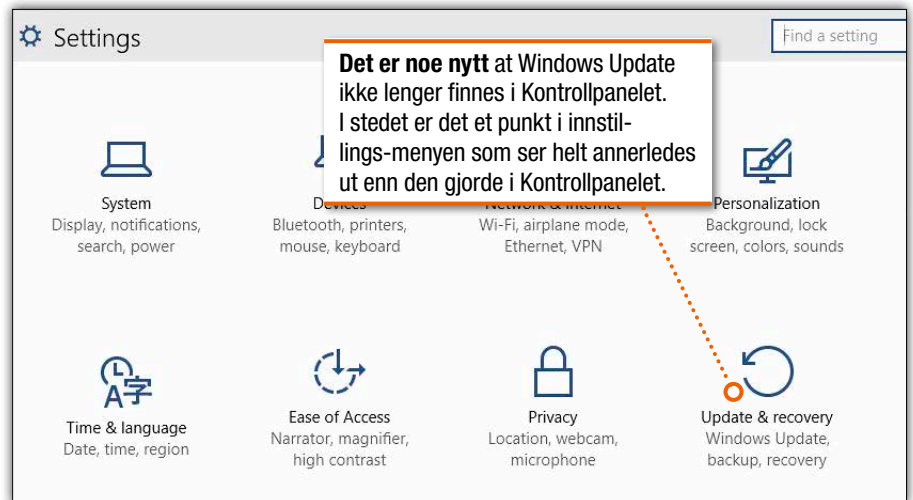 Settings
Find a setting
Det er noe nytt at Windows Update
ikke lenger finnes i Kontrollpanelet.
I stedet er det et punkt i innstil-
lings-menyen som ser helt annerledes
ut enn den gjorde i Kontrollpanelet.
System
Display, notifications,
search, power
Devices
Bluetooth, printers,
mouse, keyboard
Network & Internet
Wi-Fi, airplane mode,
Ethernet, VPN
Personalization
Background, lock
screen, colors, sounds
Time & language
Date, time, region
Ease of Access
Narrator, magnifier,
high contrast
Privacy
Location, webcam,
microphone
Update & recovery
Windows Update,
backup, recovery